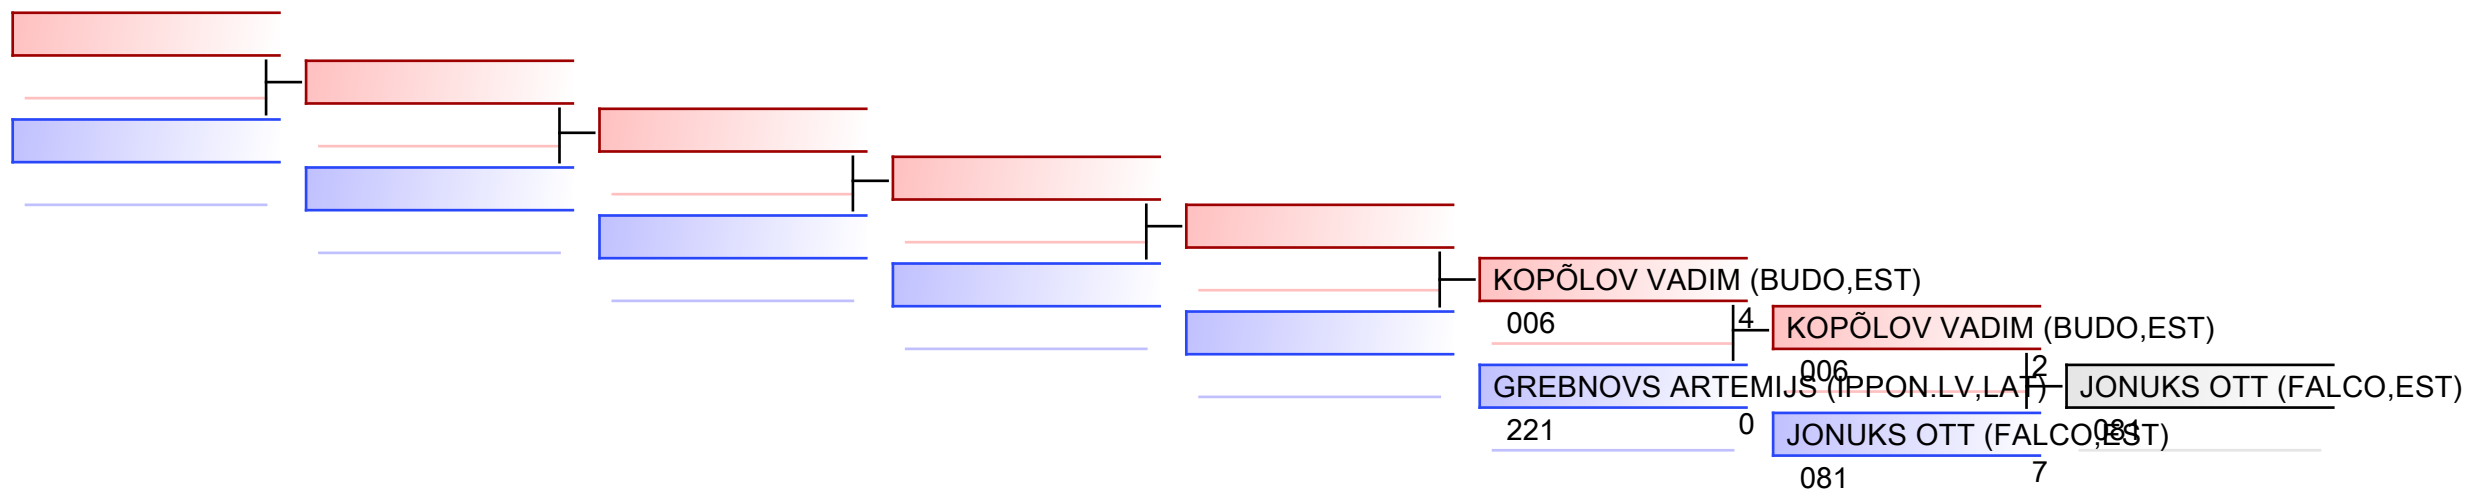 KOPÕLOV VADIM (BUDO,EST)
006
4
GREBNOVS ARTEMIJS (IPPON.LV,LAT)
221
0
KOPÕLOV VADIM (BUDO,EST)
006
2
JONUKS OTT (FALCO,EST)
081
7
JONUKS OTT (FALCO,EST)
081